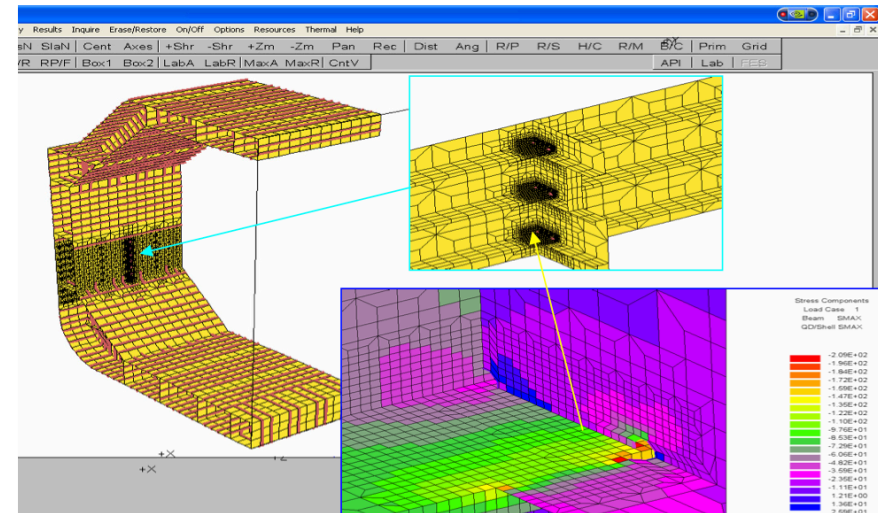 y Results Inquire Erase/Restore On/Off Options Resources Thermal Max Help
sN SlaN Cent Axes +Shr -Shr +Zm -Zm Pan Rec Dist Ang R/P R/S H/C R/M B/C Prim Grid
/R RP/F Box1 Box2 LabA LabR MaxA MaxR CntV API Lab FES
Stress Components
Load Case 1
Beam SMAX
QD/Shell SMAX
-2.09E+02
-1.96E+02
-1.84E+02
-1.72E+02
-1.59E+02
-1.47E+02
-1.35E+02
-1.22E+02
-1.10E+02
-9.76E+01
-8.53E+01
-7.29E+01
-6.06E+01
-4.82E+01
-3.59E+01
-2.35E+01
-1.11E+01
1.21E+00
1.36E+01
2.59E+01
+X
+X